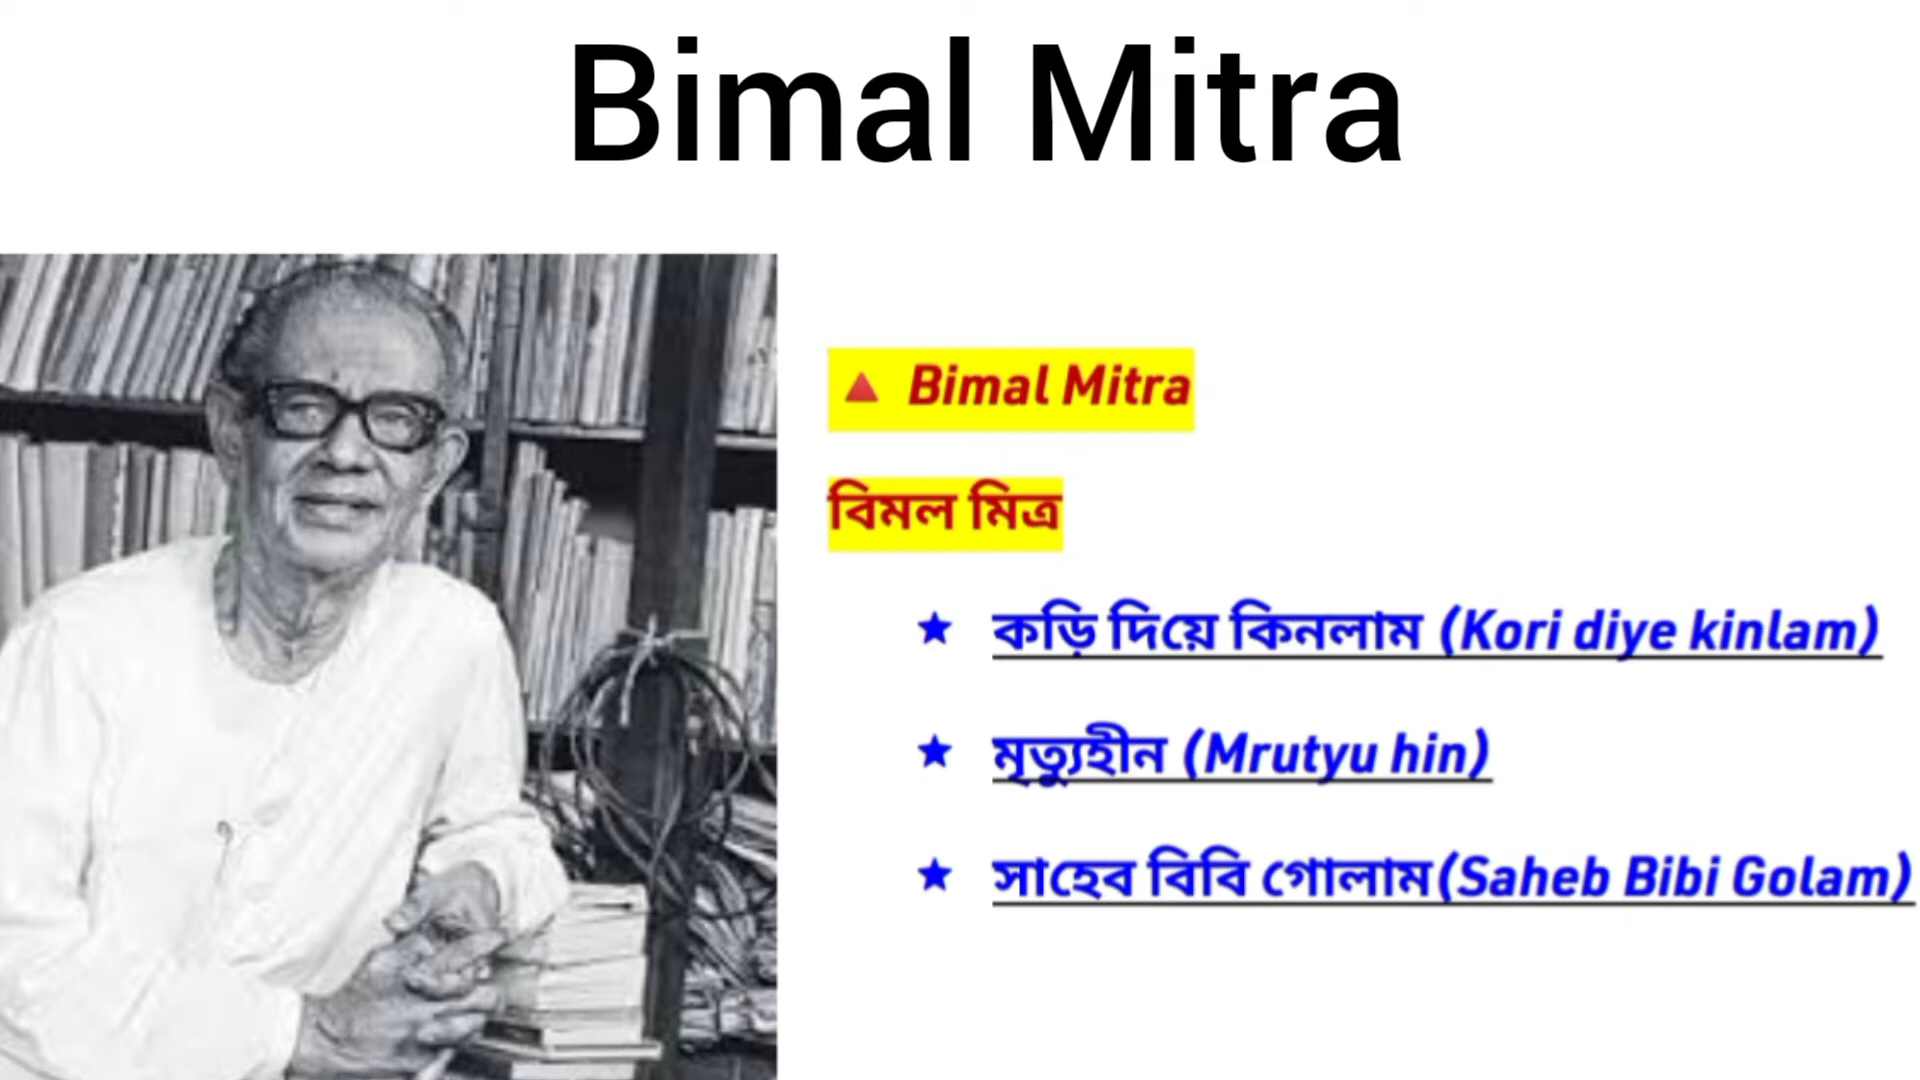 Bimal Mitra
🔺 Bimal Mitra
বিমল মিত্র
★ কড়ি দিয়ে কিনলাম (Kori diye kinlam)
★ মৃত্যুহীন (Mrutyu hin)
★ সাহেব বিবি গোলাম(Saheb Bibi Golam)